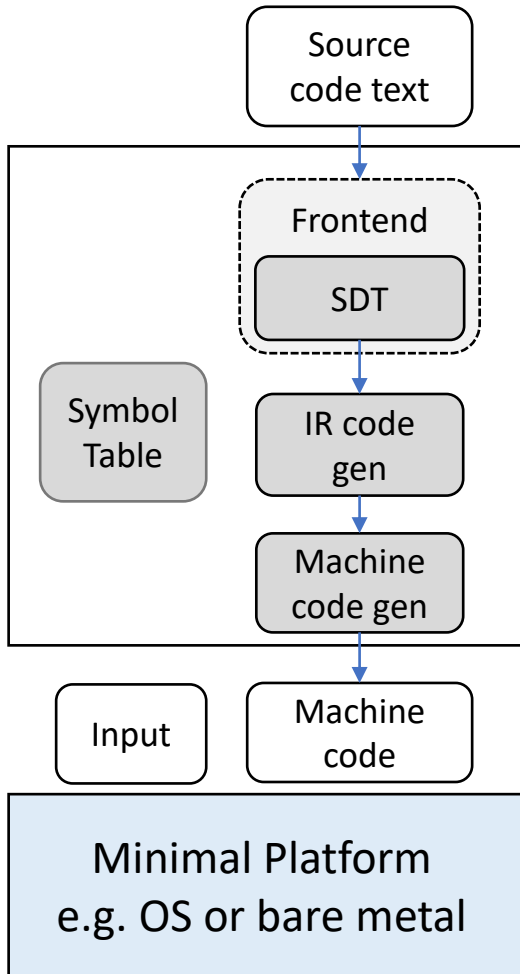 Source
code text
Frontend
SDT
Symbol
Table
IR code
gen
Machine
code gen
Input
Machine
code
Minimal Platform
e.g. OS or bare metal